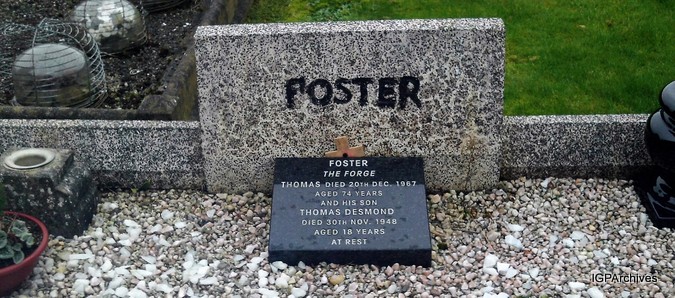 FOSTER
FOSTER
THE FORGE
THOMAS DIED 20TH DEC. 1967
AGED 74 YEARS
AND HIS SON
THOMAS DESMOND
DIED 30TH NOV. 1948
AGED 18 YEARS
AT REST
IGPArchives